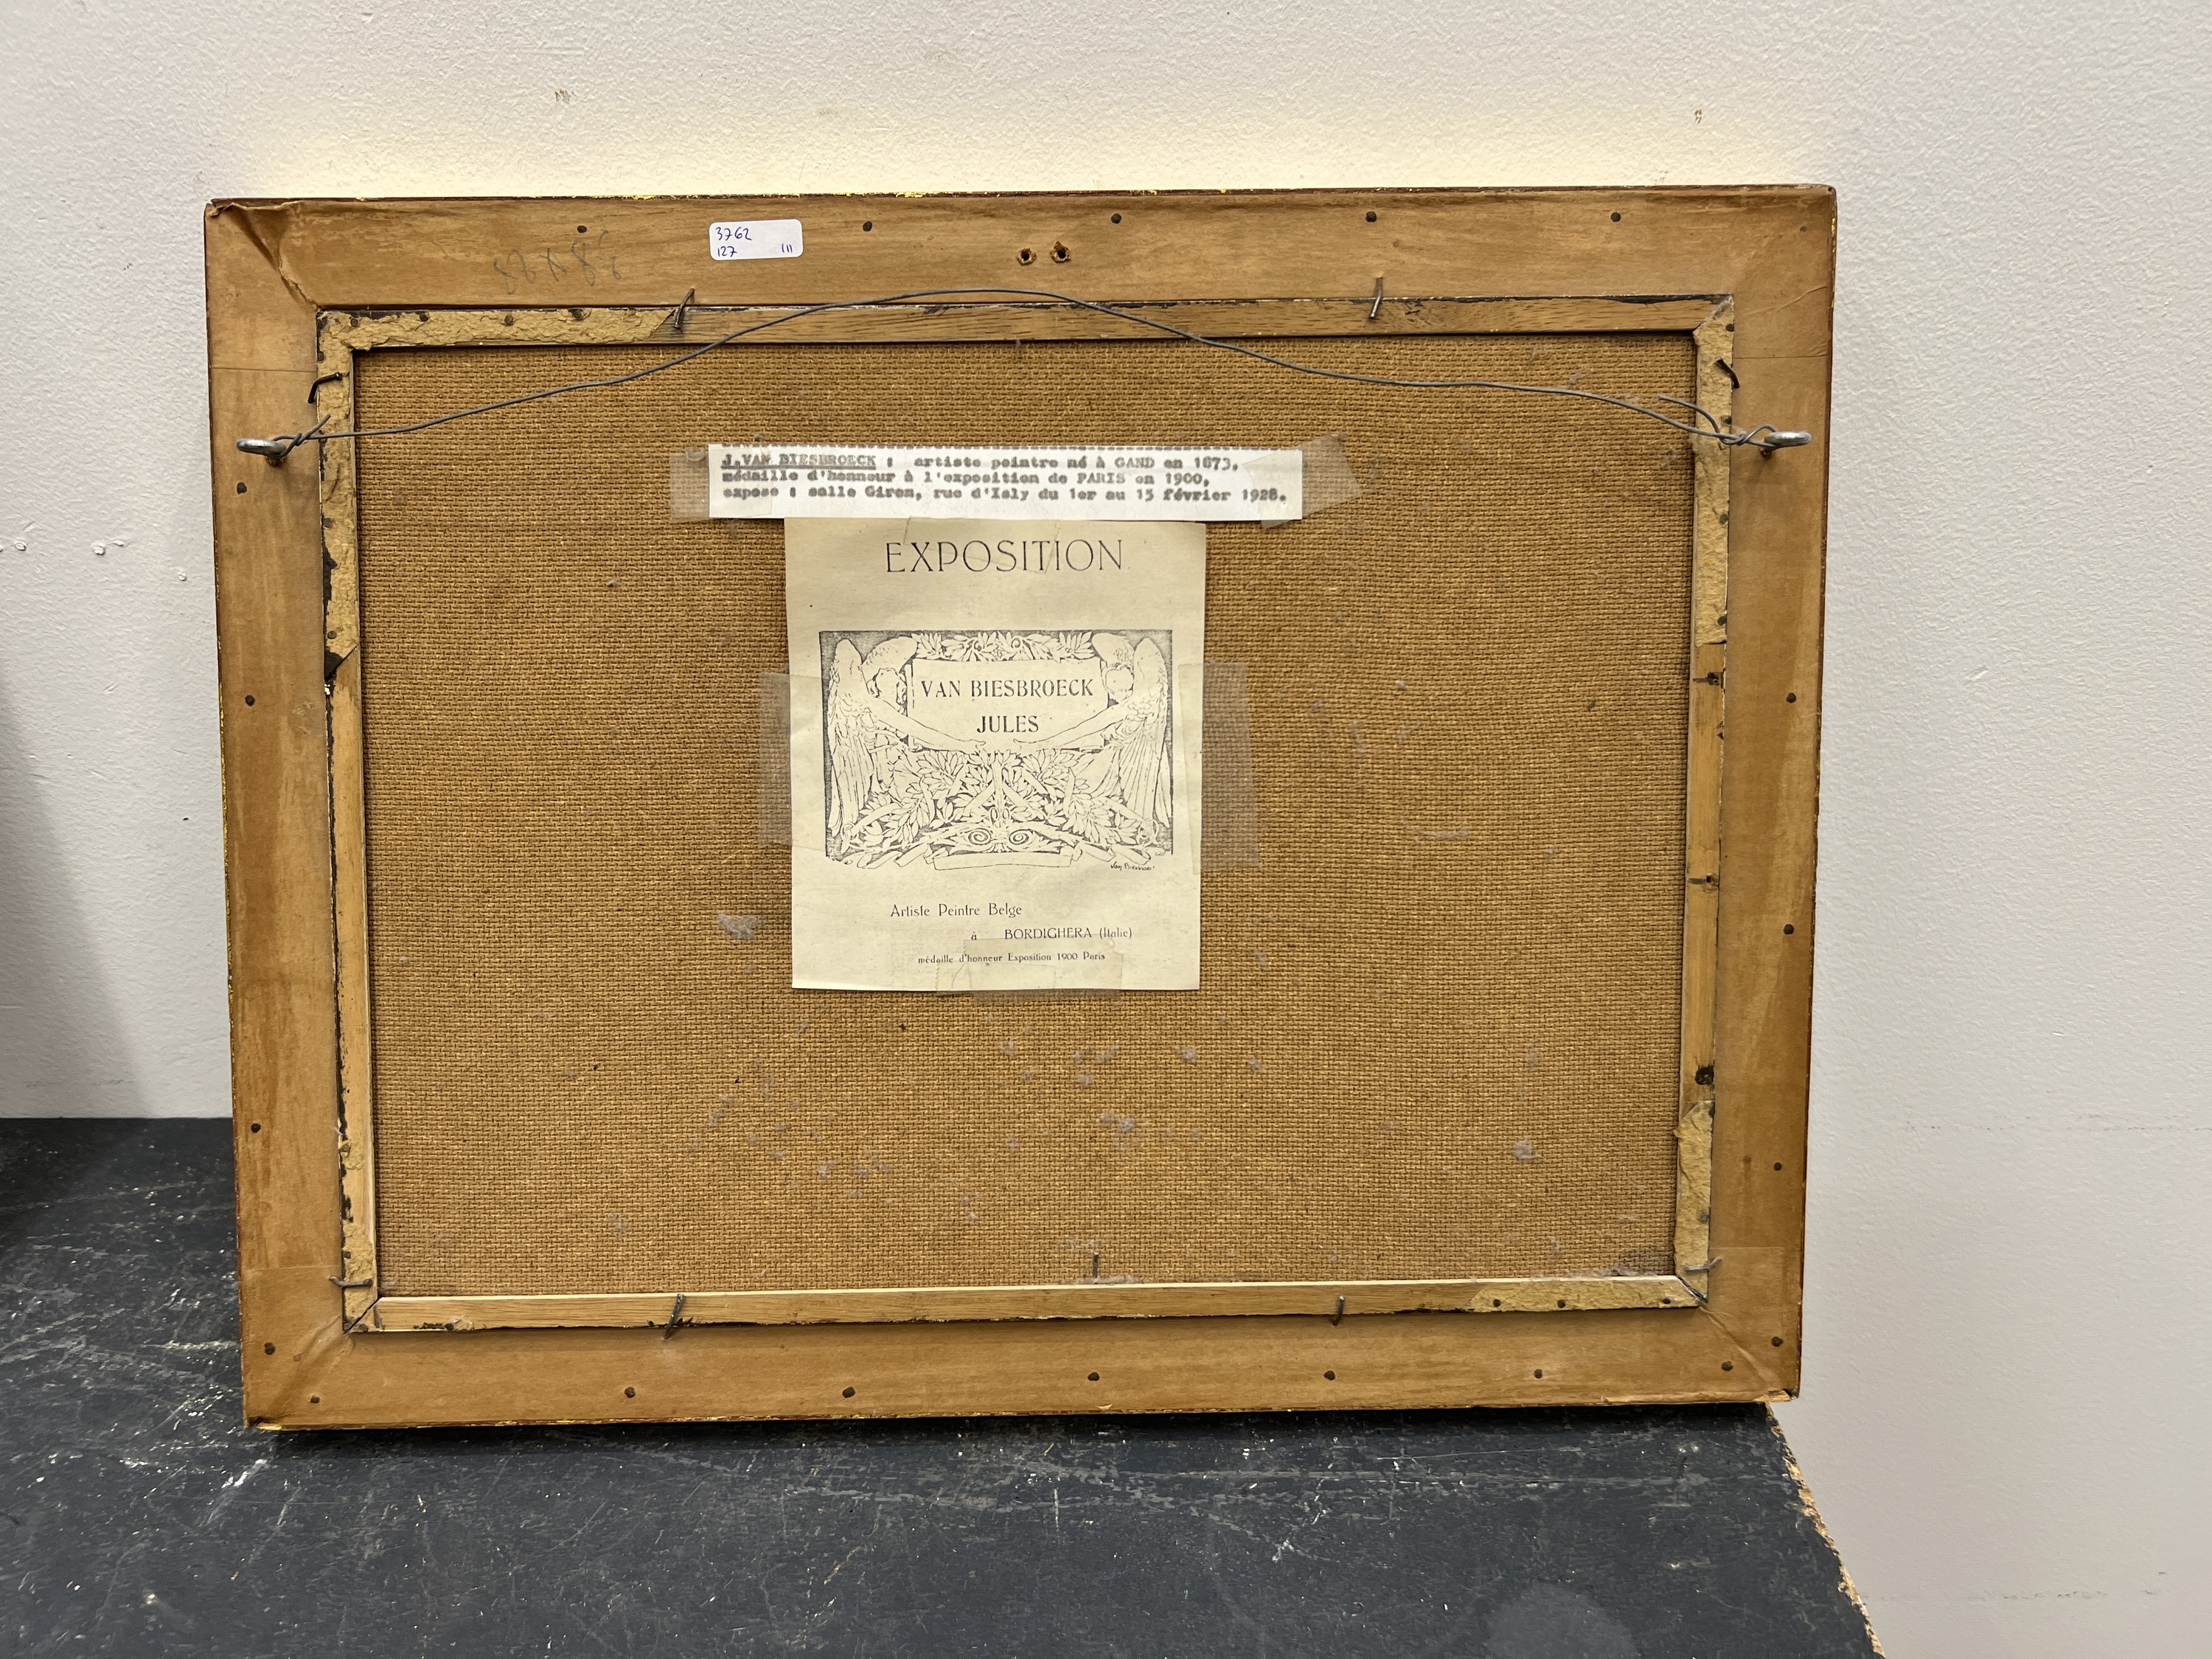 3762
127 111
J.VAN BIESBROECK : artiste peintre né à GAND en 1873,
médaille d'honneur à l'exposition de PARIS en 1900,
expose : salle Giron, rue d'Isly du 1er au 15 février 1928.
EXPOSITION
VAN BIESBROECK
JULES
Artiste Peintre Belge
à BORDIGHERA (Italie)
médaille d'honneur Exposition 1900 Paris